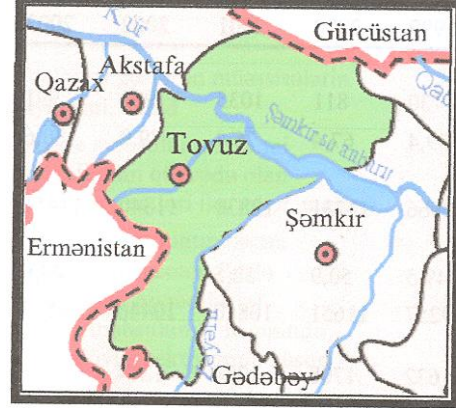 Kür
Gürcüstan
Qazax
Akstafa
Tovuz
Şəmkir su anbarı
Şəmkir
Ermənistan
Gədəbəy